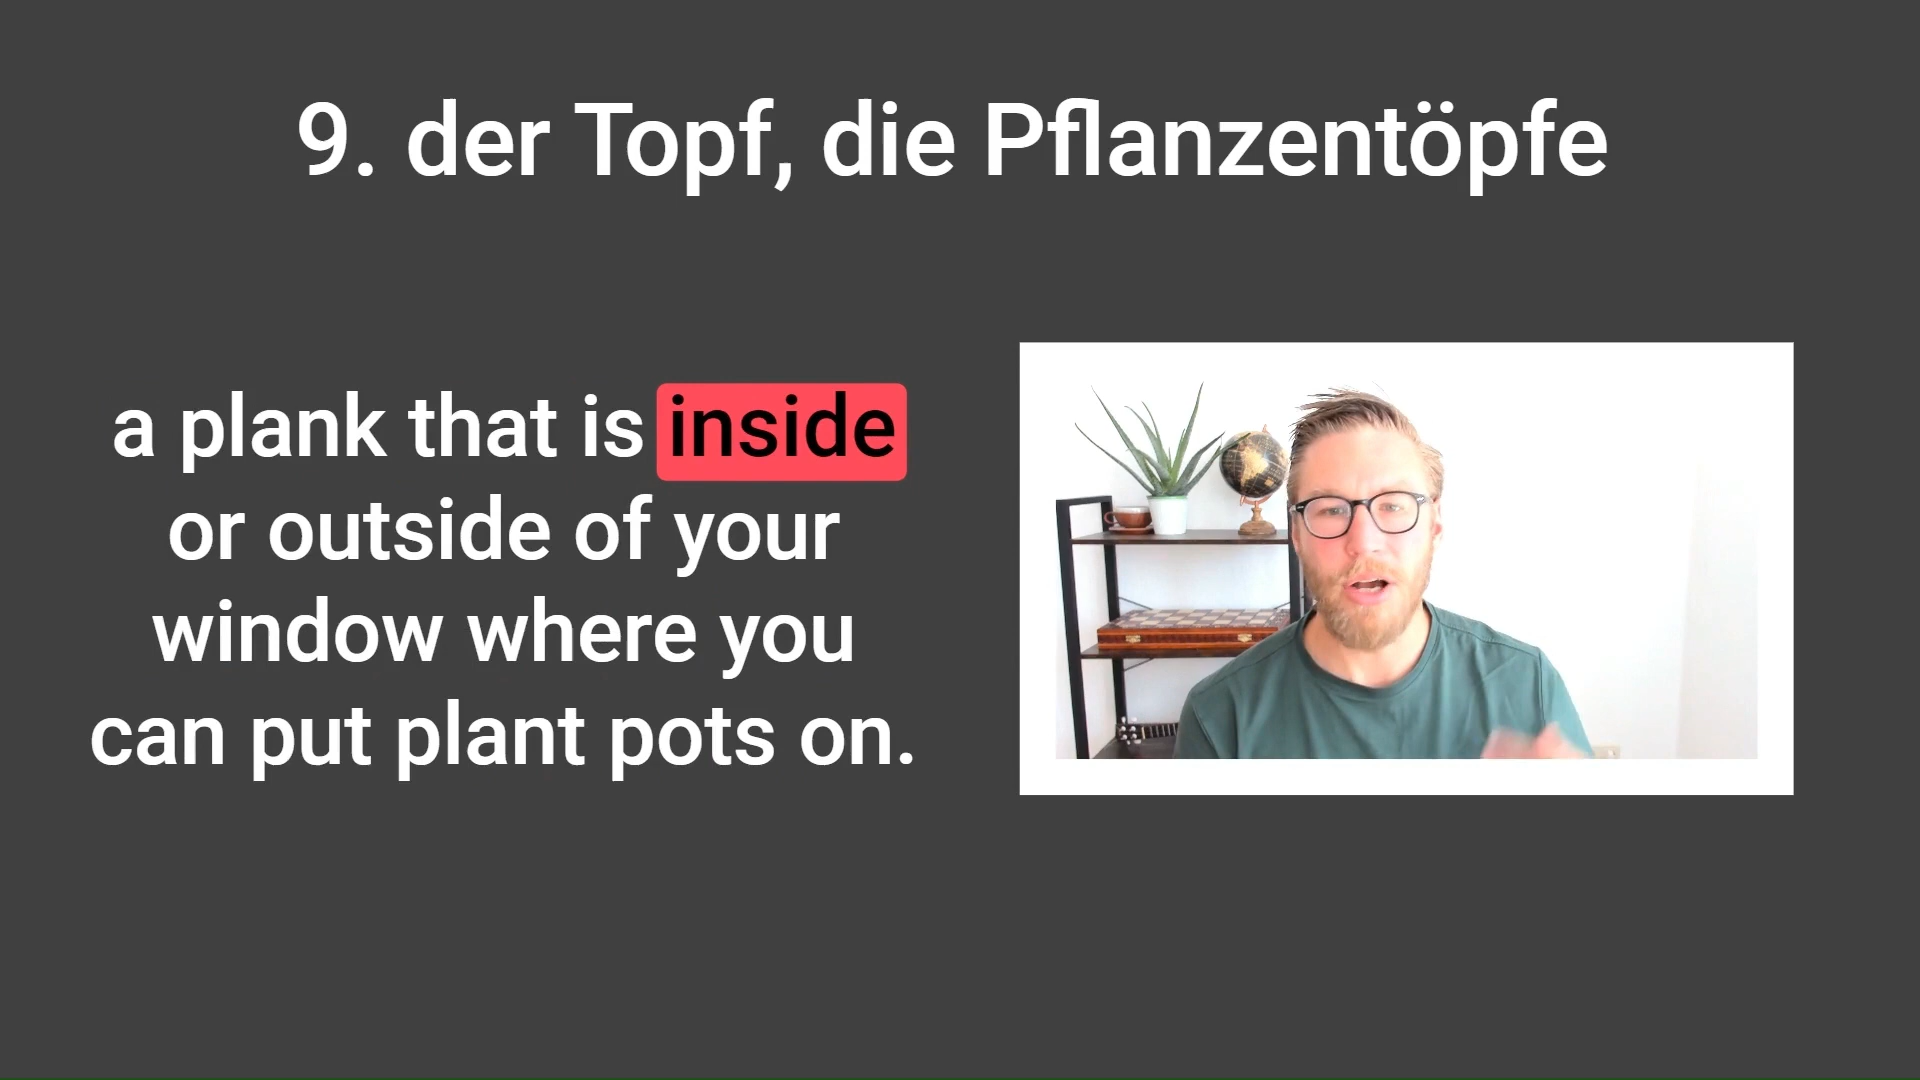 9. der Topf, die Pflanzentöpfe
a plank that is inside
or outside of your
window where you
can put plant pots on.